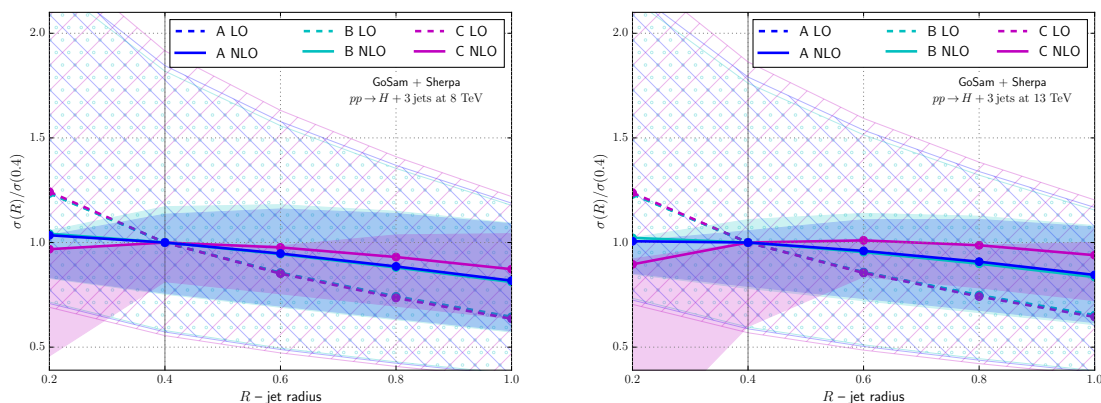 A LO B LO C LO
A NLO B NLO C NLO
GoSam + Sherpa
pp → H + 3 jets at 8 TeV
2.0
1.5
1.0
0.5
σ(R)/σ(0.4)
0.2 0.4 0.6 0.8 1.0
R − jet radius
A LO B LO C LO
A NLO B NLO C NLO
GoSam + Sherpa
pp → H + 3 jets at 13 TeV
2.0
1.5
1.0
0.5
σ(R)/σ(0.4)
0.2 0.4 0.6 0.8 1.0
R − jet radius